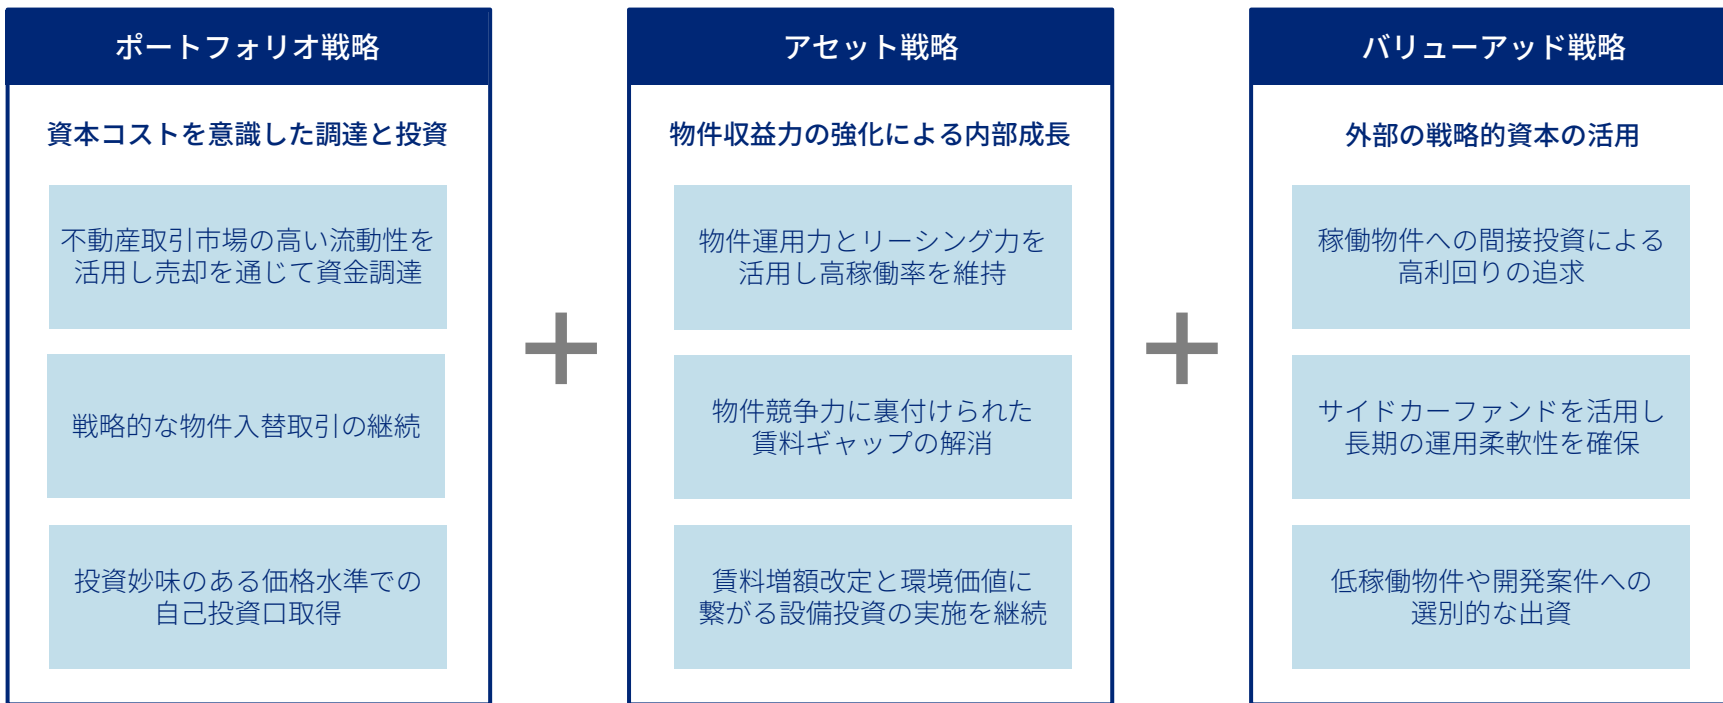 ポートフォリオ戦略
資本コストを意識した調達と投資
不動産取引市場の高い流動性を
活用し売却を通じて資金調達
戦略的な物件入替取引の継続
投資妙味のある価格水準での
自己投資口取得
アセット戦略
物件収益力の強化による内部成長
物件運用力とリーシング力を
活用し高稼働率を維持
物件競争力に裏付けられた
賃料ギャップの解消
賃料増額改定と環境価値に
繋がる設備投資の実施を継続
バリューアッド戦略
外部の戦略的資本の活用
稼働物件への間接投資による
高利回りの追求
サイドカーファンドを活用し
長期の運用柔軟性を確保
低稼働物件や開発案件への
選別的な出資